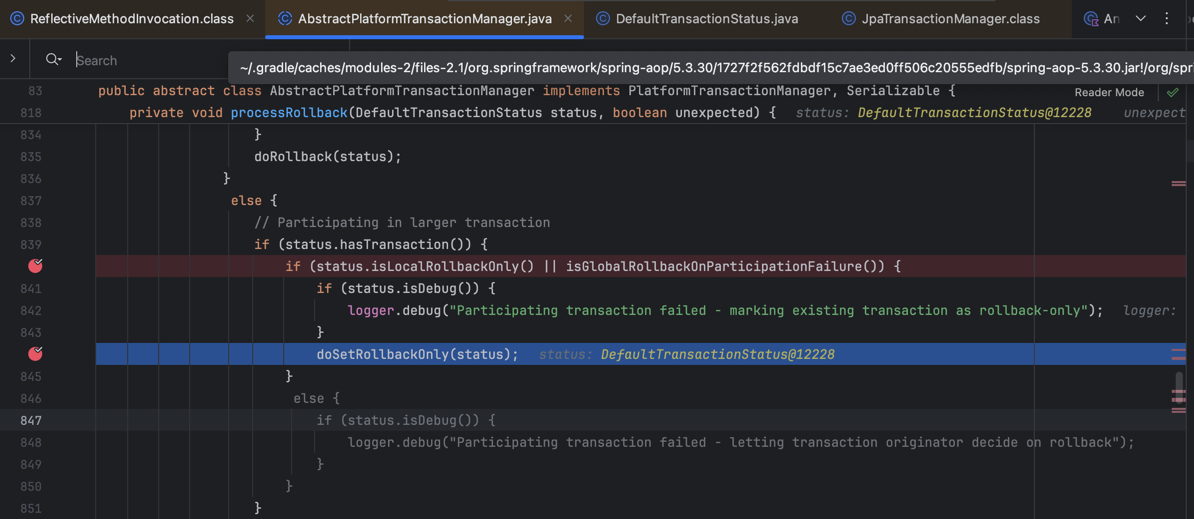 ReflectiveMethodInvocation.class
AbstractPlatformTransactionManager.java
DefaultTransactionStatus.java
JpaTransactionManager.class
An
Search
~/.gradle/caches/modules-2/files-2.1/org.springframework/spring-aop/5.3.30/1727f2f562fdbdf15c7ae3ed0ff506c20555edfb/spring-aop-5.3.30.jar!/org/spri
83 public abstract class AbstractPlatformTransactionManager implements PlatformTransactionManager, Serializable {
Reader Mode
818 private void processRollback(DefaultTransactionStatus status, boolean unexpected) { status: DefaultTransactionStatus@12228 unexpect
834 }
835 doRollback(status);
836 }
837 else {
838 // Participating in larger transaction
839 if (status.hasTransaction()) {
if (status.isLocalRollbackOnly() || isGlobalRollbackOnParticipationFailure()) {
841 if (status.isDebug()) {
842 logger.debug("Participating transaction failed - marking existing transaction as rollback-only"); logger:
843 }
doSetRollbackOnly(status); status: DefaultTransactionStatus@12228
845 }
846 else {
847 if (status.isDebug()) {
848 logger.debug("Participating transaction failed - letting transaction originator decide on rollback");
849 }
850 }
851 }